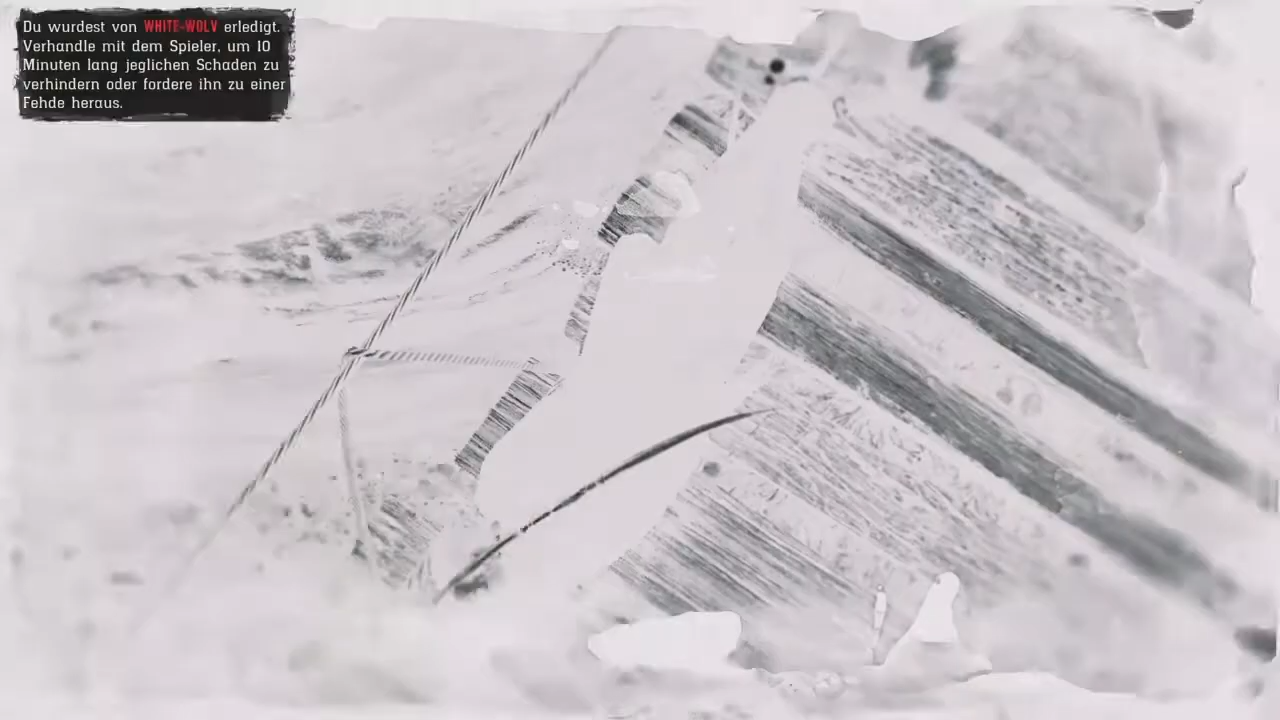 Du wurdest von WHITE-WOLV erledigt.
Verhandle mit dem Spieler, um 10
Minuten lang jeglichen Schaden zu
verhindern oder fordere ihn zu einer
Fehde heraus.